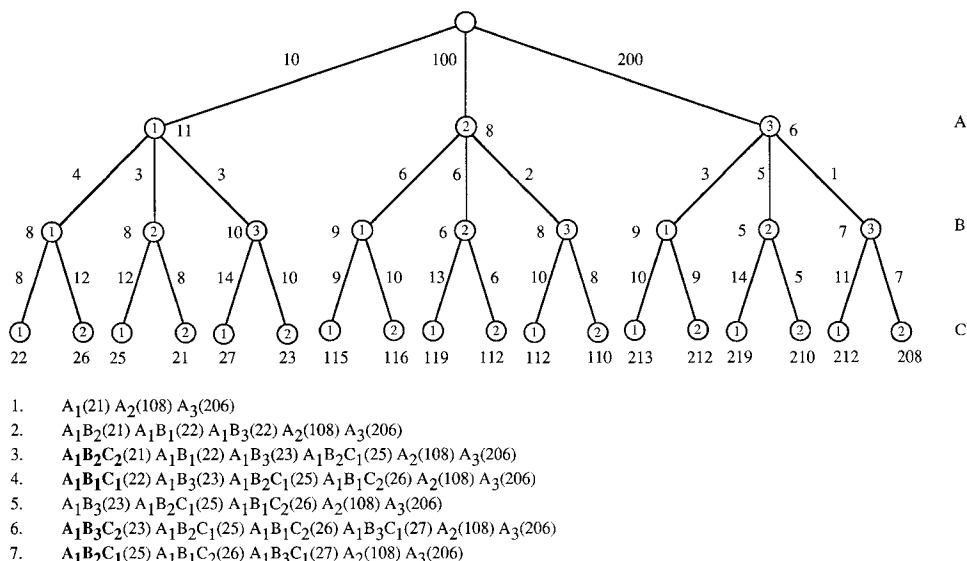 10 100 200
1 11 2 8 3 6 A
4 3 3 6 6 2 3 5 1
8 1 8 2 10 3 9 1 6 2 8 3 9 1 5 2 7 3 B
8 12 12 8 14 10 9 10 13 6 10 8 10 9 14 5 11 7
1 2 1 2 1 2 1 2 1 2 1 2 1 2 1 2 1 2 C
22 26 25 21 27 23 115 116 119 112 112 110 213 212 219 210 212 208
1. A1(21) A2(108) A3(206)
2. A1B2(21) A1B1(22) A1B3(22) A2(108) A3(206)
3. A1B2C2(21) A1B1(22) A1B3(23) A1B2C1(25) A2(108) A3(206)
4. A1B1C1(22) A1B3(23) A1B2C1(25) A1B1C2(26) A2(108) A3(206)
5. A1B3(23) A1B2C1(25) A1B1C2(26) A2(108) A3(206)
6. A1B3C2(23) A1B2C1(25) A1B1C2(26) A1B3C1(27) A2(108) A3(206)
7. A1B2C1(25) A1B1C2(26) A1B3C1(27) A2(108) A3(206)